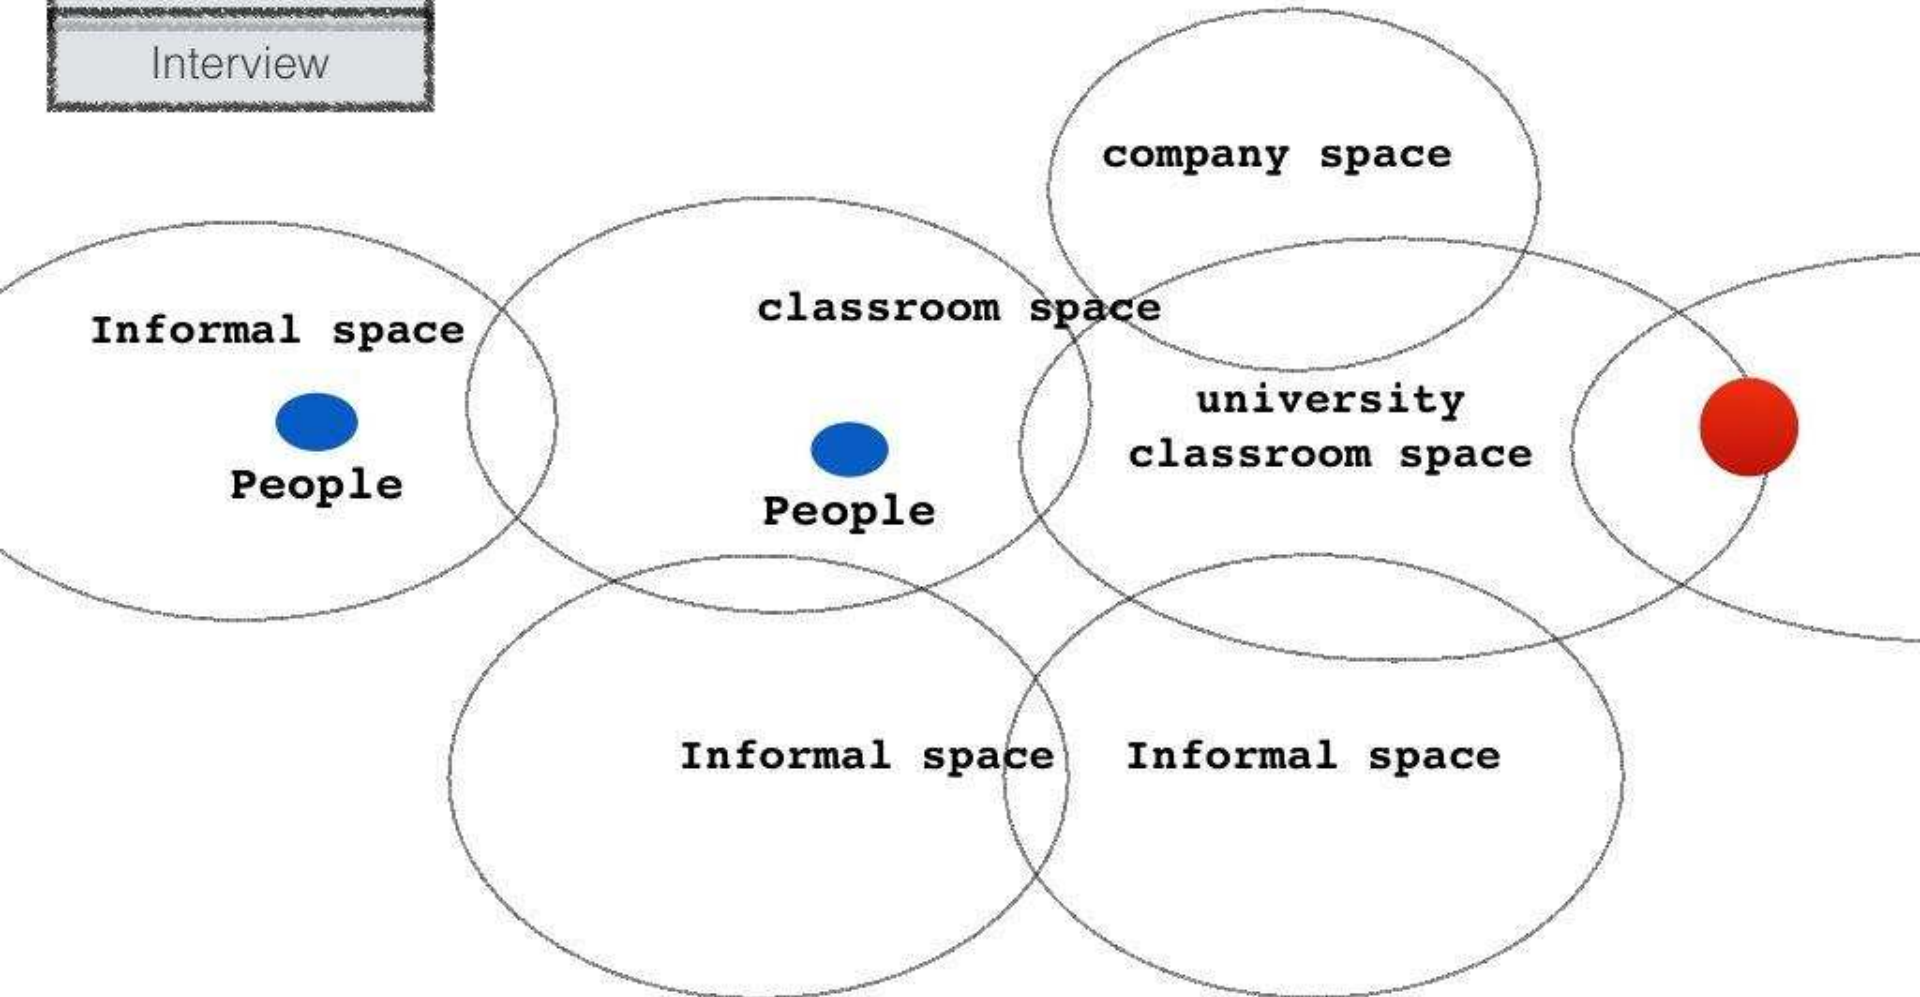 Interview
company space
classroom space
Informal space
People
university
classroom space
People
Informal space
Informal space